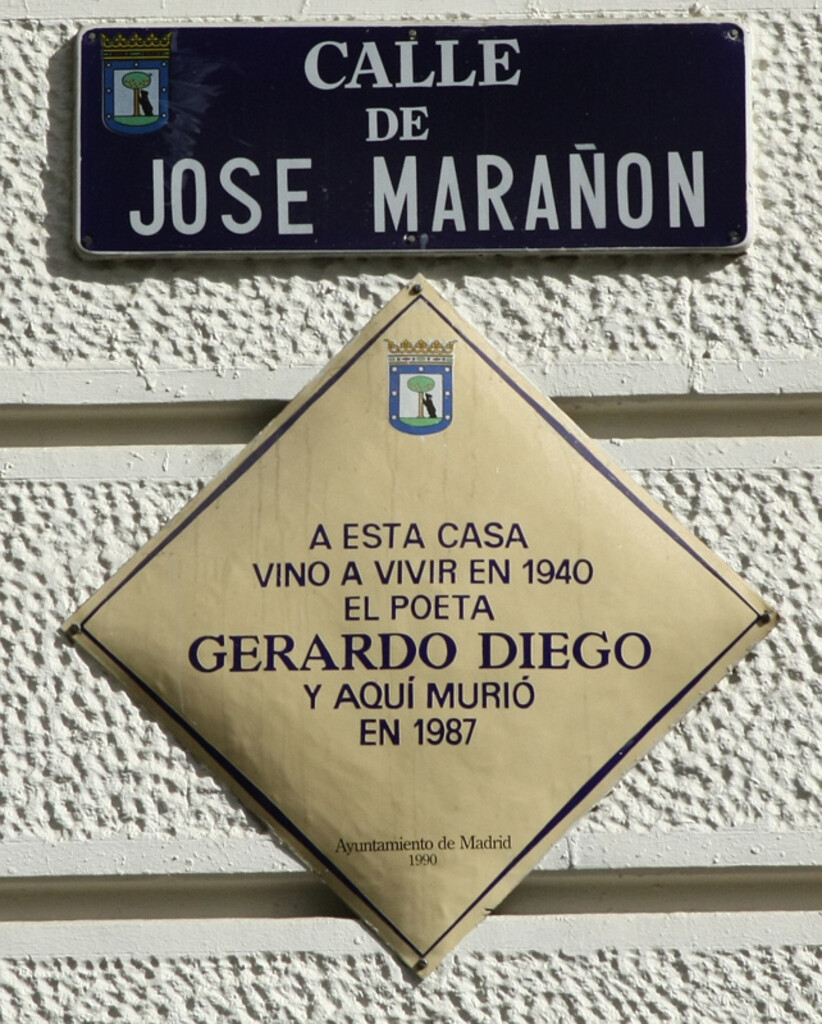 CALLE
DE
JOSE MARAÑON
A ESTA CASA
VINO A VIVIR EN 1940
EL POETA
GERARDO DIEGO
Y AQUÍ MURIÓ
EN 1987
Ayuntamiento de Madrid
1990